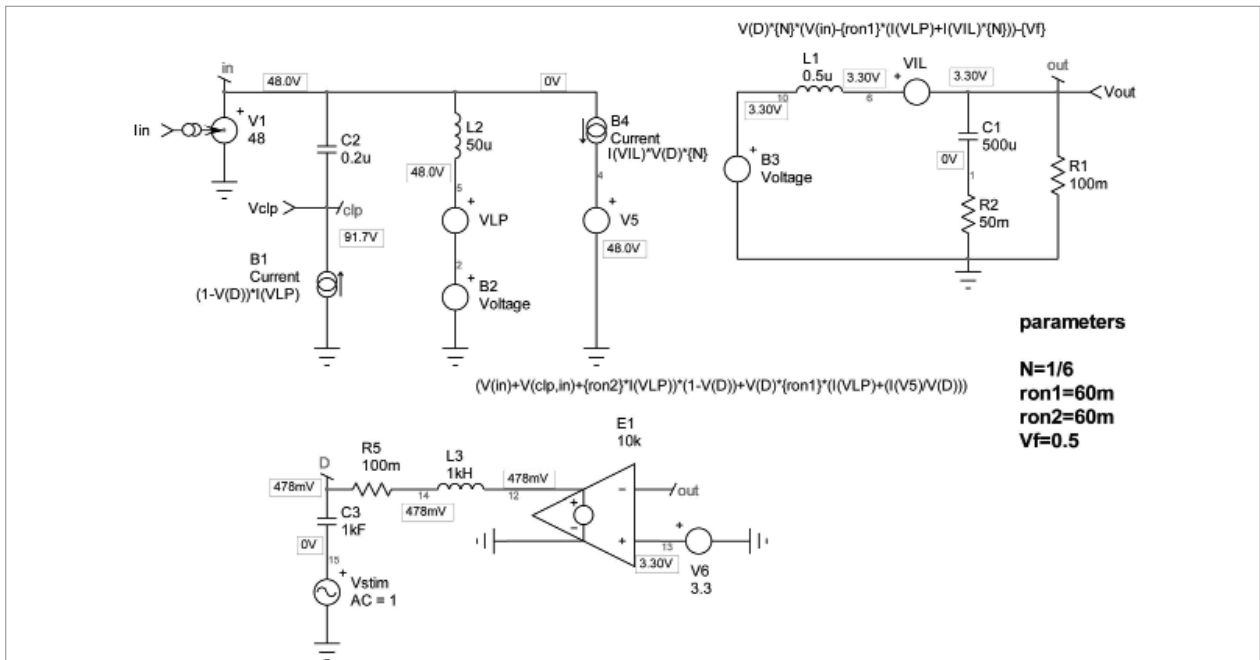 V(D)*{N}*(V(in)-{ron1}*(I(VLP)+I(VIL)*{N}))-{Vf}
in
48.0V
0V
Iin
V1
48
C2
0.2u
L2
50u
B4
Current
I(VIL)*V(D)*{N}
48.0V
5
4
Vclp
clp
91.7V
VLP
V5
48.0V
B1
Current
(1-V(D))*I(VLP)
2
B2
Voltage
L1
0.5u
3.30V
VIL
3.30V
out
10
6
3.30V
Vout
B3
Voltage
C1
500u
0V
1
R1
100m
R2
50m
parameters
N=1/6
ron1=60m
ron2=60m
Vf=0.5
(V(in)+V(clp,in)+{ron2}*I(VLP))*(1-V(D))+V(D)*{ron1}*(I(VLP)+(I(V5)/V(D)))
E1
10k
D
R5
100m
L3
1kH
478mV
478mV
14
12
478mV
out
C3
1kF
0V
15
13
3.30V
V6
3.3
Vstim
AC = 1